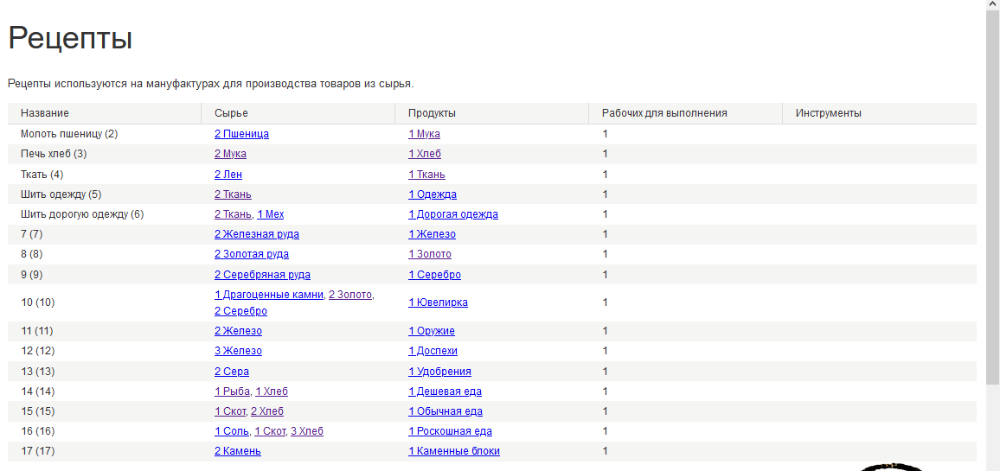 Рецепты
Рецепты используются на мануфактурах для производства товаров из сырья.
Название Сырье Продукты Рабочих для выполнения Инструменты
Молоть пшеницу (2) 2 Пшеница 1 Мука 1
Печь хлеб (3) 2 Мука 1 Хлеб 1
Ткать (4) 2 Лен 1 Ткань 1
Шить одежду (5) 2 Ткань 1 Одежда 1
Шить дорогую одежду (6) 2 Ткань, 1 Мех 1 Дорогая одежда 1
7 (7) 2 Железная руда 1 Железо 1
8 (8) 2 Золотая руда 1 Золото 1
9 (9) 2 Серебряная руда 1 Серебро 1
10 (10) 1 Драгоценные камни, 2 Золото, 1 Ювелирка 1
2 Серебро
11 (11) 2 Железо 1 Оружие 1
12 (12) 3 Железо 1 Доспехи 1
13 (13) 2 Сера 1 Удобрения 1
14 (14) 1 Рыба, 1 Хлеб 1 Дешевая еда 1
15 (15) 1 Скот, 2 Хлеб 1 Обычная еда 1
16 (16) 1 Соль, 1 Скот, 3 Хлеб 1 Роскошная еда 1
17 (17) 2 Камень 1 Каменные блоки 1